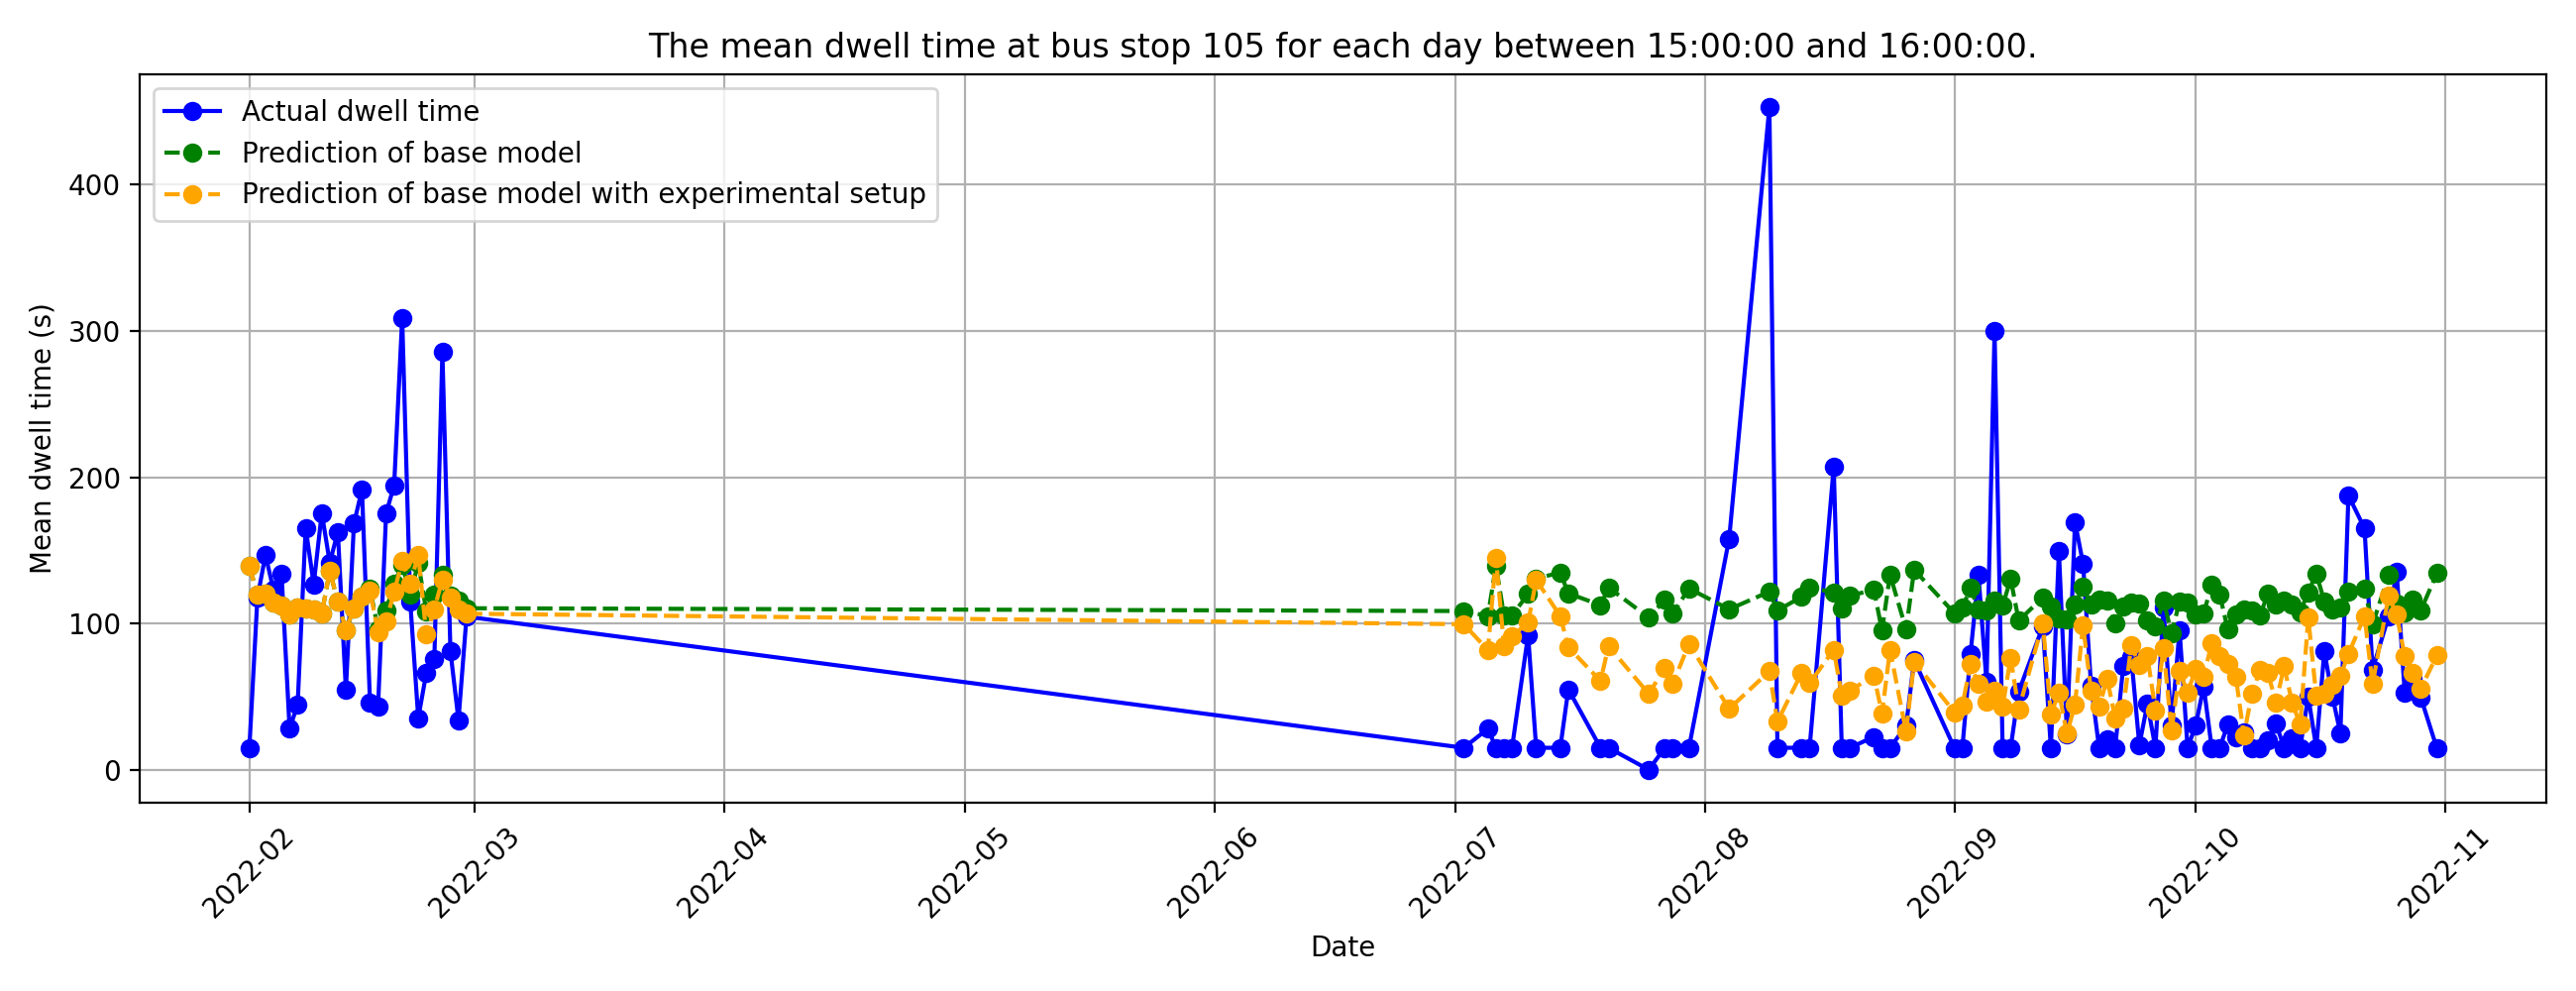 The mean dwell time at bus stop 105 for each day between 15:00:00 and 16:00:00.
Actual dwell time
Prediction of base model
Prediction of base model with experimental setup
Mean dwell time (s)
400
300
200
100
0
2022-02
2022-03
2022-04
2022-05
2022-06
2022-07
2022-08
2022-09
2022-10
2022-11
Date